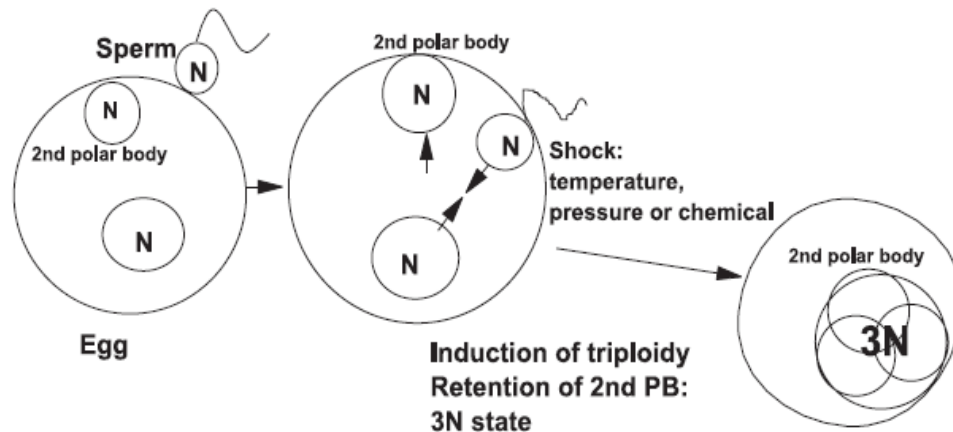 Sperm
N
N
2nd polar body
N
Egg
2nd polar body
N
N
N
Shock:
temperature,
pressure or chemical
Induction of triploidy
Retention of 2nd PB:
3N state
2nd polar body
3N